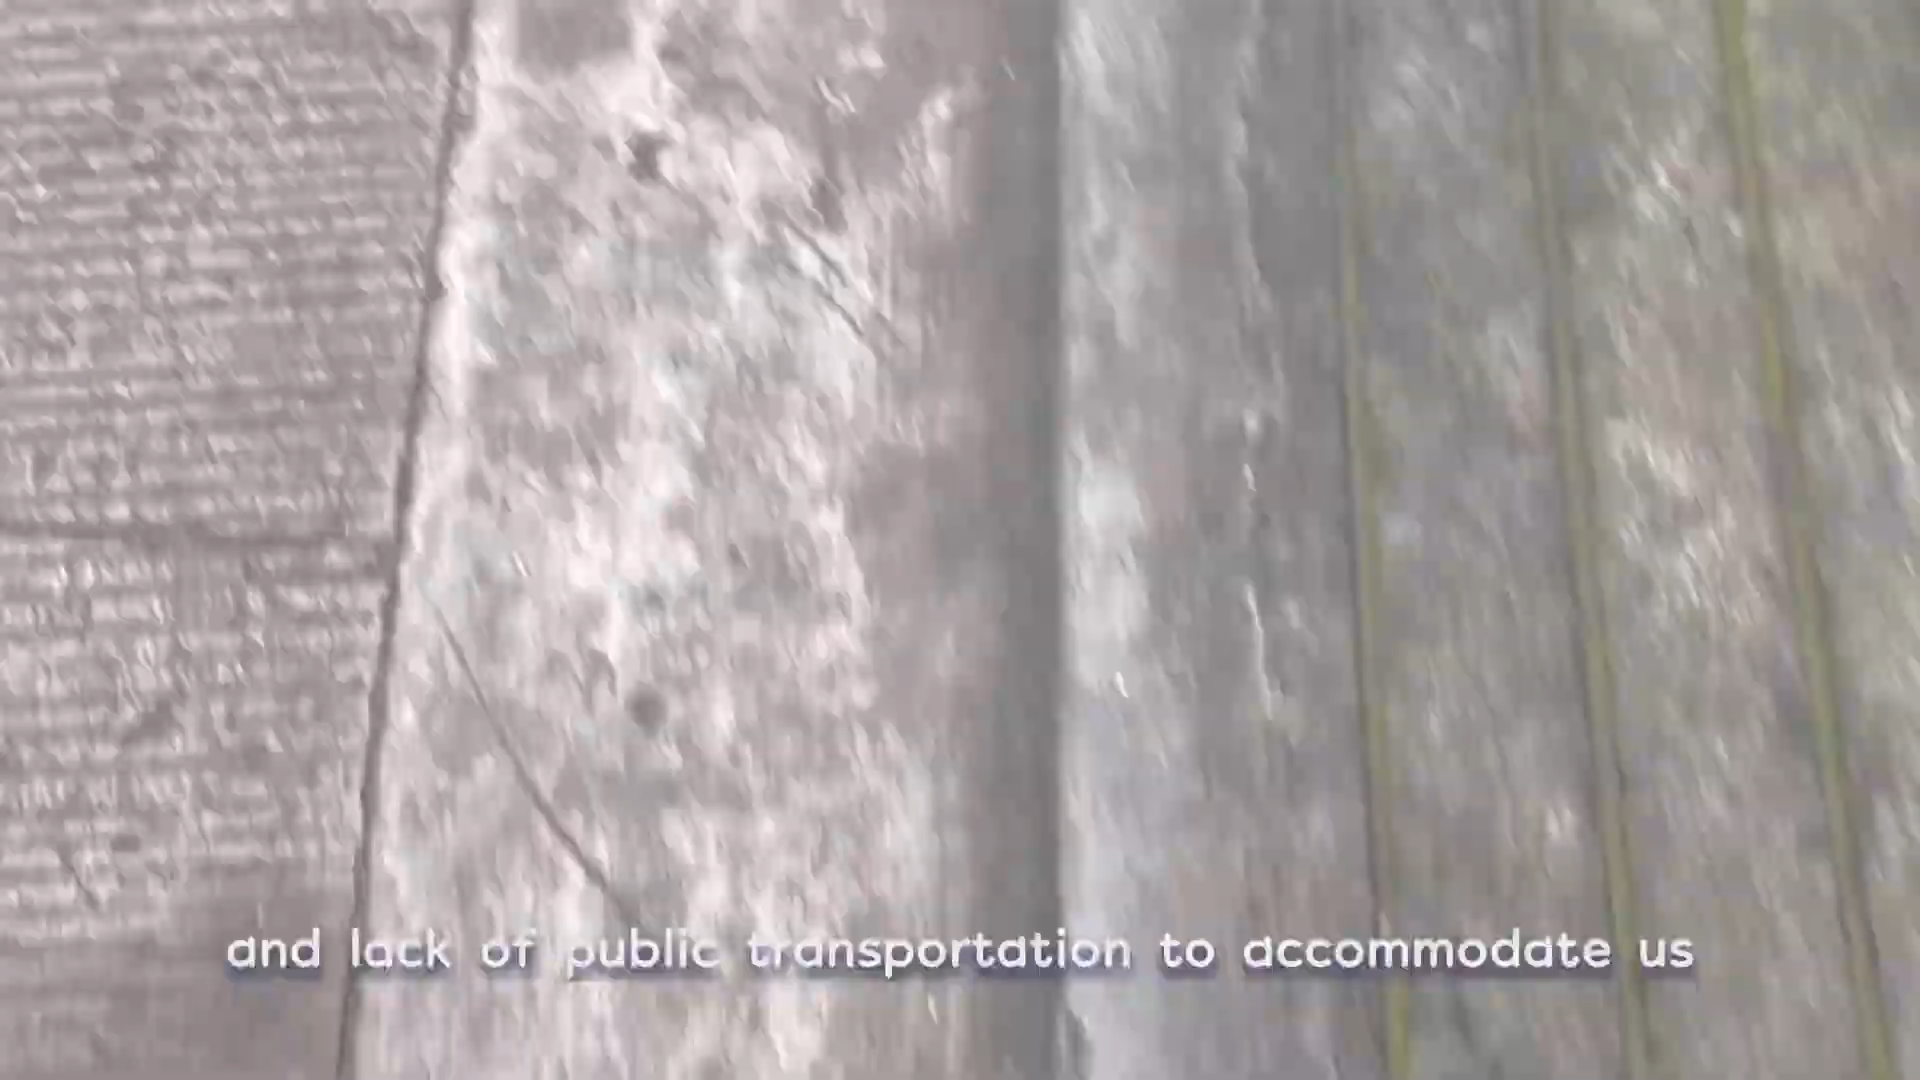 and lack of public transportation to accommodate us